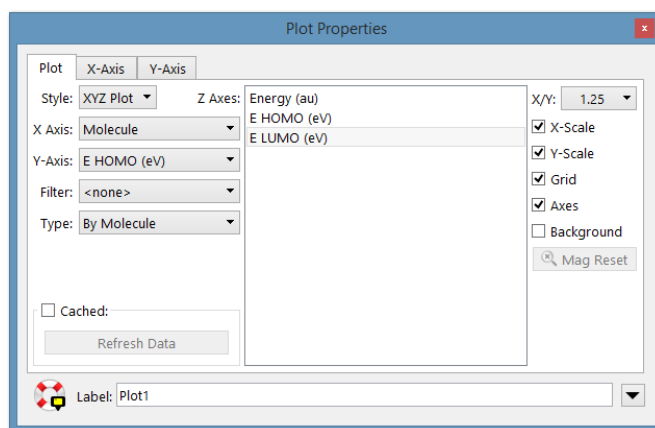 Plot Properties
x
Plot X-Axis Y-Axis
Style: XYZ Plot Z Axes: Energy (au) X/Y: 1.25
E HOMO (eV) X-Scale
X Axis: Molecule
E LUMO (eV)
Y-Scale
Y-Axis: E HOMO (eV)
Grid
Filter: <none>
Axes
Type: By Molecule Background
Mag Reset
Cached:
Refresh Data
Label: Plot1